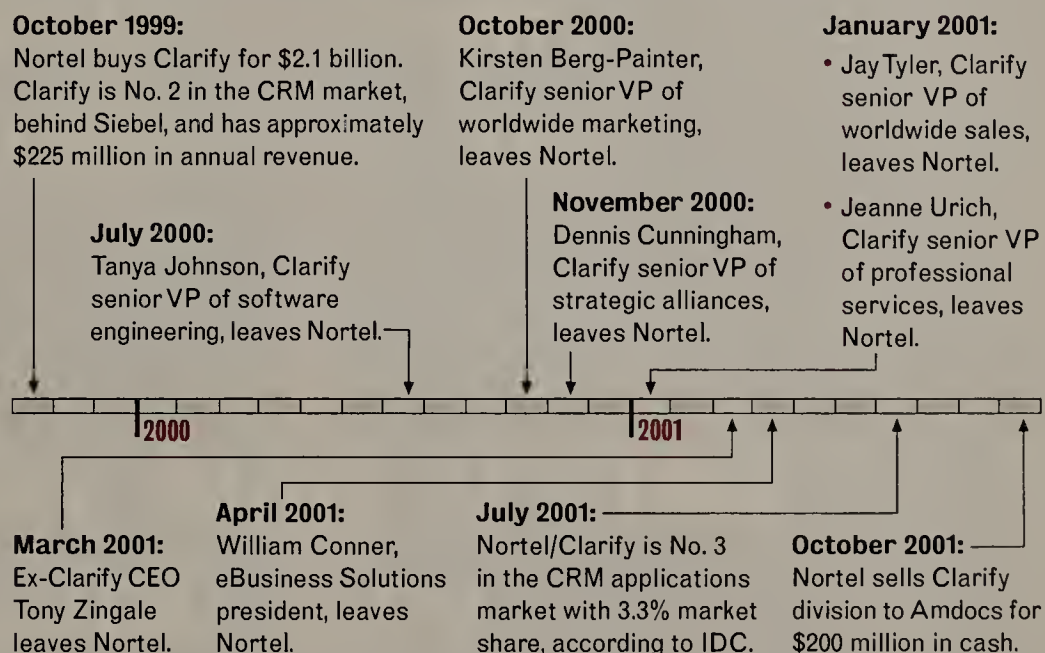 October 1999:
Nortel buys Clarify for $2.1 billion.
Clarify is No. 2 in the CRM market,
behind Siebel, and has approximately
$225 million in annual revenue.
July 2000:
Tanya Johnson, Clarify
senior VP of software
engineering, leaves Nortel.
October 2000:
Kirsten Berg-Painter,
Clarify senior VP of
worldwide marketing,
leaves Nortel.
November 2000:
Dennis Cunningham,
Clarify senior VP of
strategic alliances,
leaves Nortel.
January 2001:
• Jay Tyler, Clarify
senior VP of
worldwide sales,
leaves Nortel.
• Jeanne Urich,
Clarify senior VP
of professional
services, leaves
Nortel.
2000
2001
March 2001:
Ex-Clarify CEO
Tony Zingale
leaves Nortel.
April 2001:
William Conner,
eBusiness Solutions
president, leaves
Nortel.
July 2001:
Nortel/Clarify is No. 3
in the CRM applications
market with 3.3% market
share, according to IDC.
October 2001:
Nortel sells Clarify
division to Amdocs for
$200 million in cash.